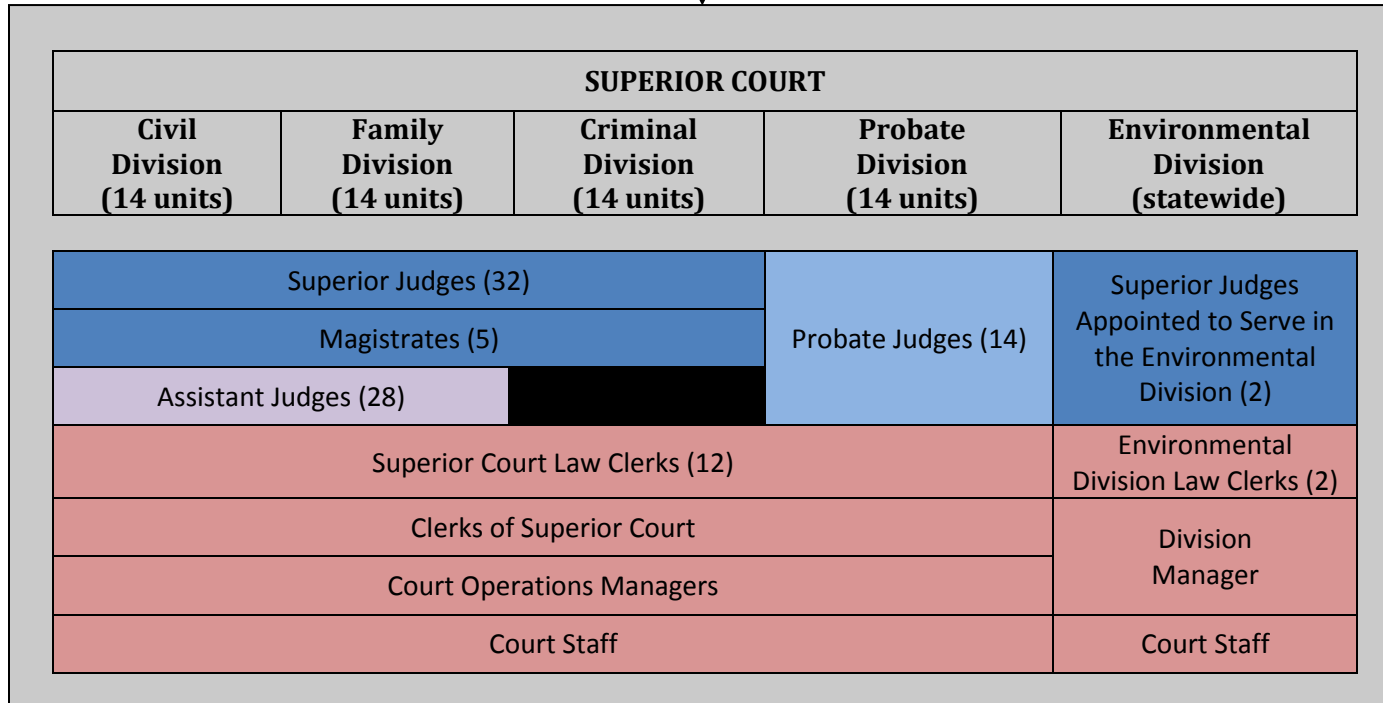 SUPERIOR COURT
Civil
Division
(14 units)
Family
Division
(14 units)
Criminal
Division
(14 units)
Probate
Division
(14 units)
Environmental
Division
(statewide)
Superior Judges (32)
Magistrates (5)
Assistant Judges (28)
Probate Judges (14)
Superior Judges
Appointed to Serve in
the Environmental
Division (2)
Superior Court Law Clerks (12)
Environmental
Division Law Clerks (2)
Clerks of Superior Court
Court Operations Managers
Division
Manager
Court Staff
Court Staff